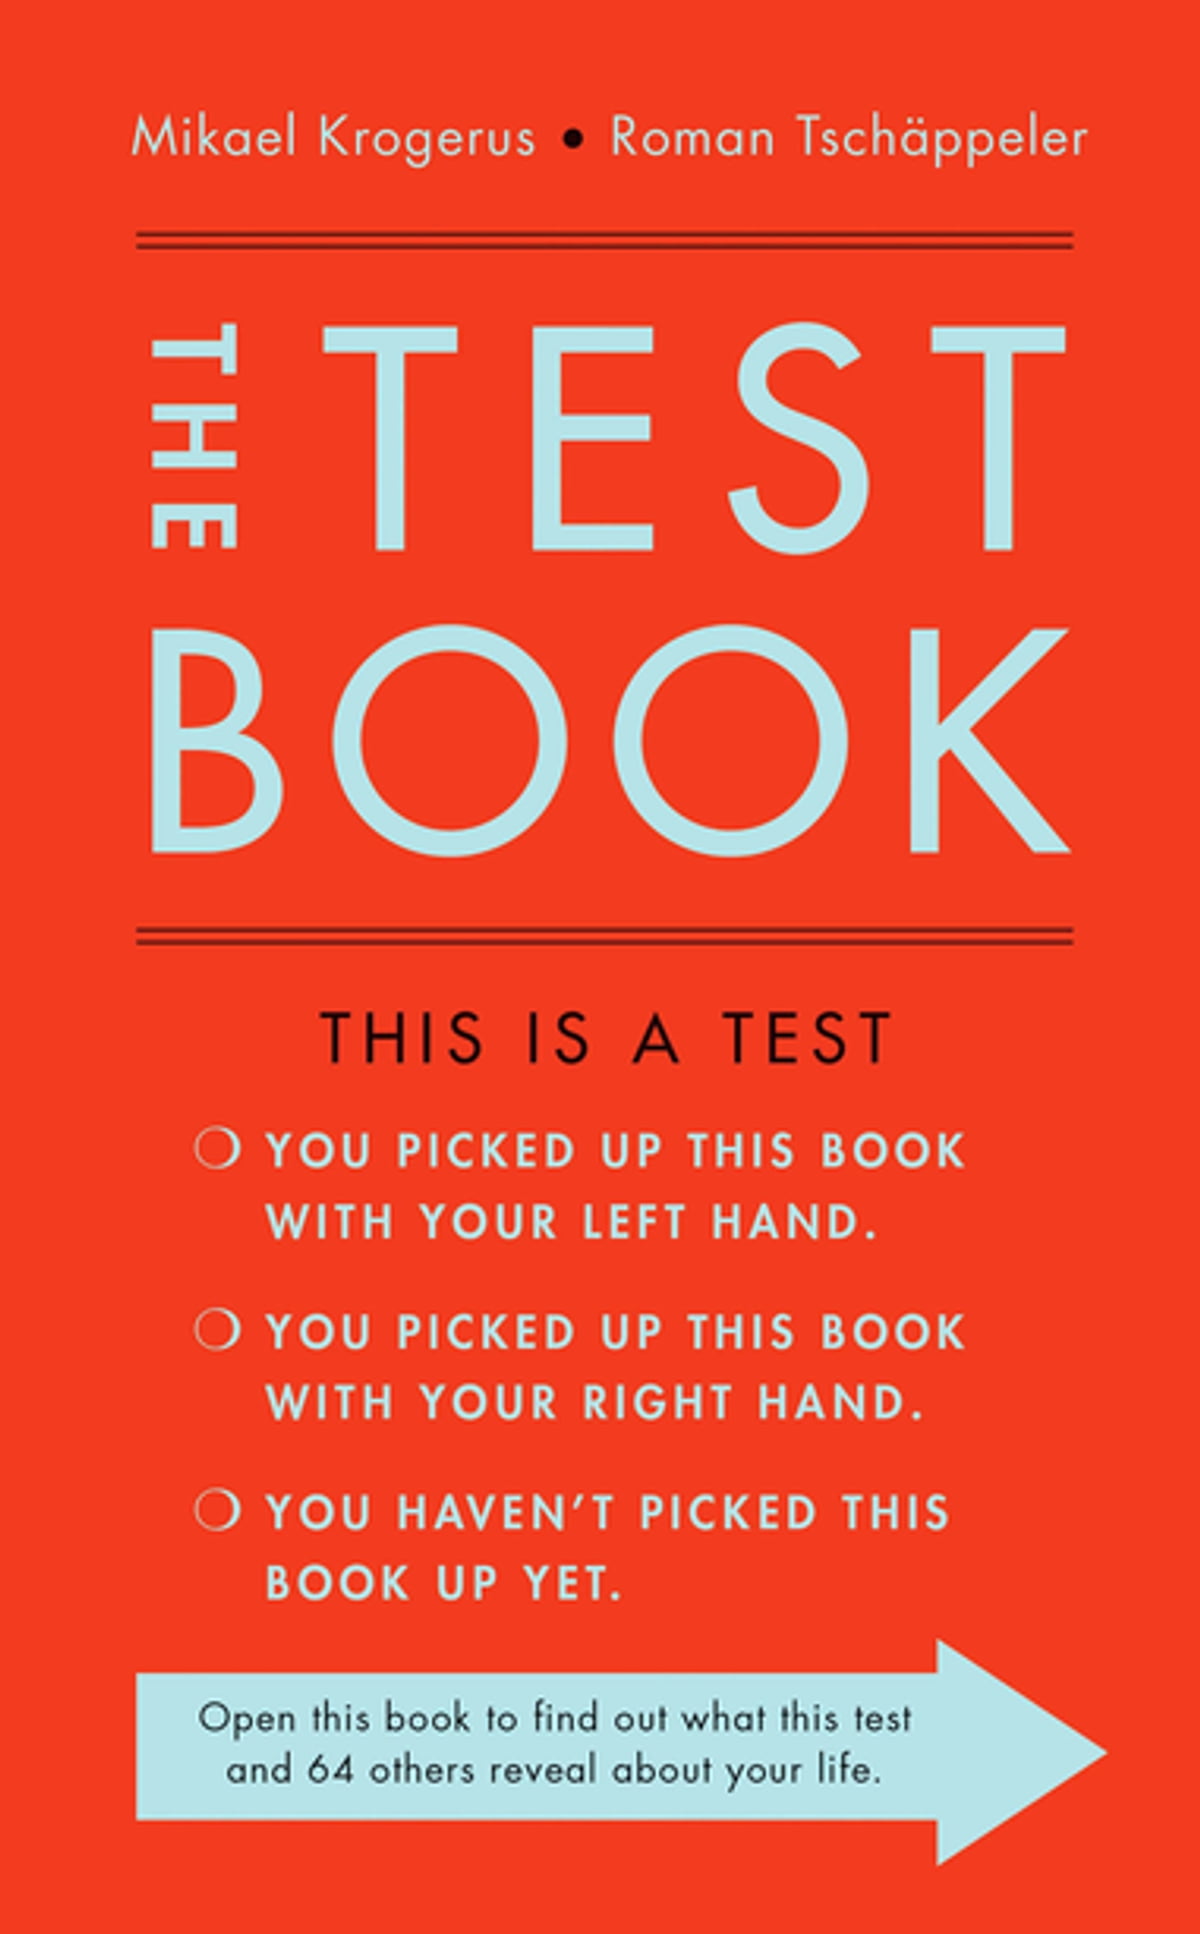 Mikael Krogerus • Roman Tschäppeler
THE TEST
BOOK
THIS IS A TEST
❍ YOU PICKED UP THIS BOOK
WITH YOUR LEFT HAND.
❍ YOU PICKED UP THIS BOOK
WITH YOUR RIGHT HAND.
❍ YOU HAVEN’T PICKED THIS
BOOK UP YET.
Open this book to find out what this test
and 64 others reveal about your life.